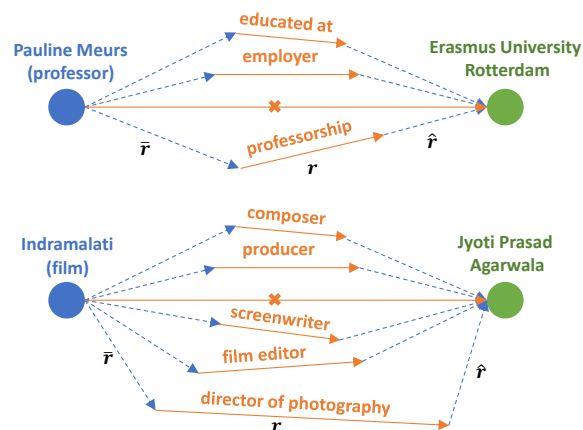 educated at
Pauline Meurs
(professor)
Erasmus University
Rotterdam
employer
professorship
r̄
r̂
r
composer
Indramalati
(film)
producer
Jyoti Prasad
Agarwala
screenwriter
film editor
r̄
r̂
director of photography
r